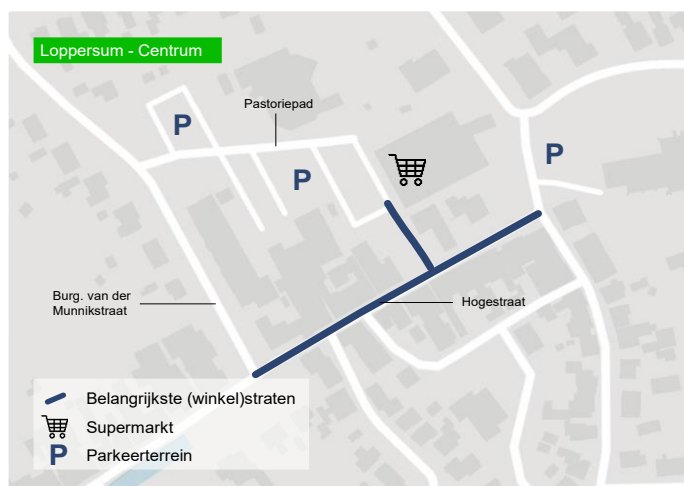 Loppersum - Centrum
Pastoriepad
P
P
P
Burg. van der
Munnikstraat
Hogestraat
Belangrijkste (winkel)straten
Supermarkt
P Parkeerterrein